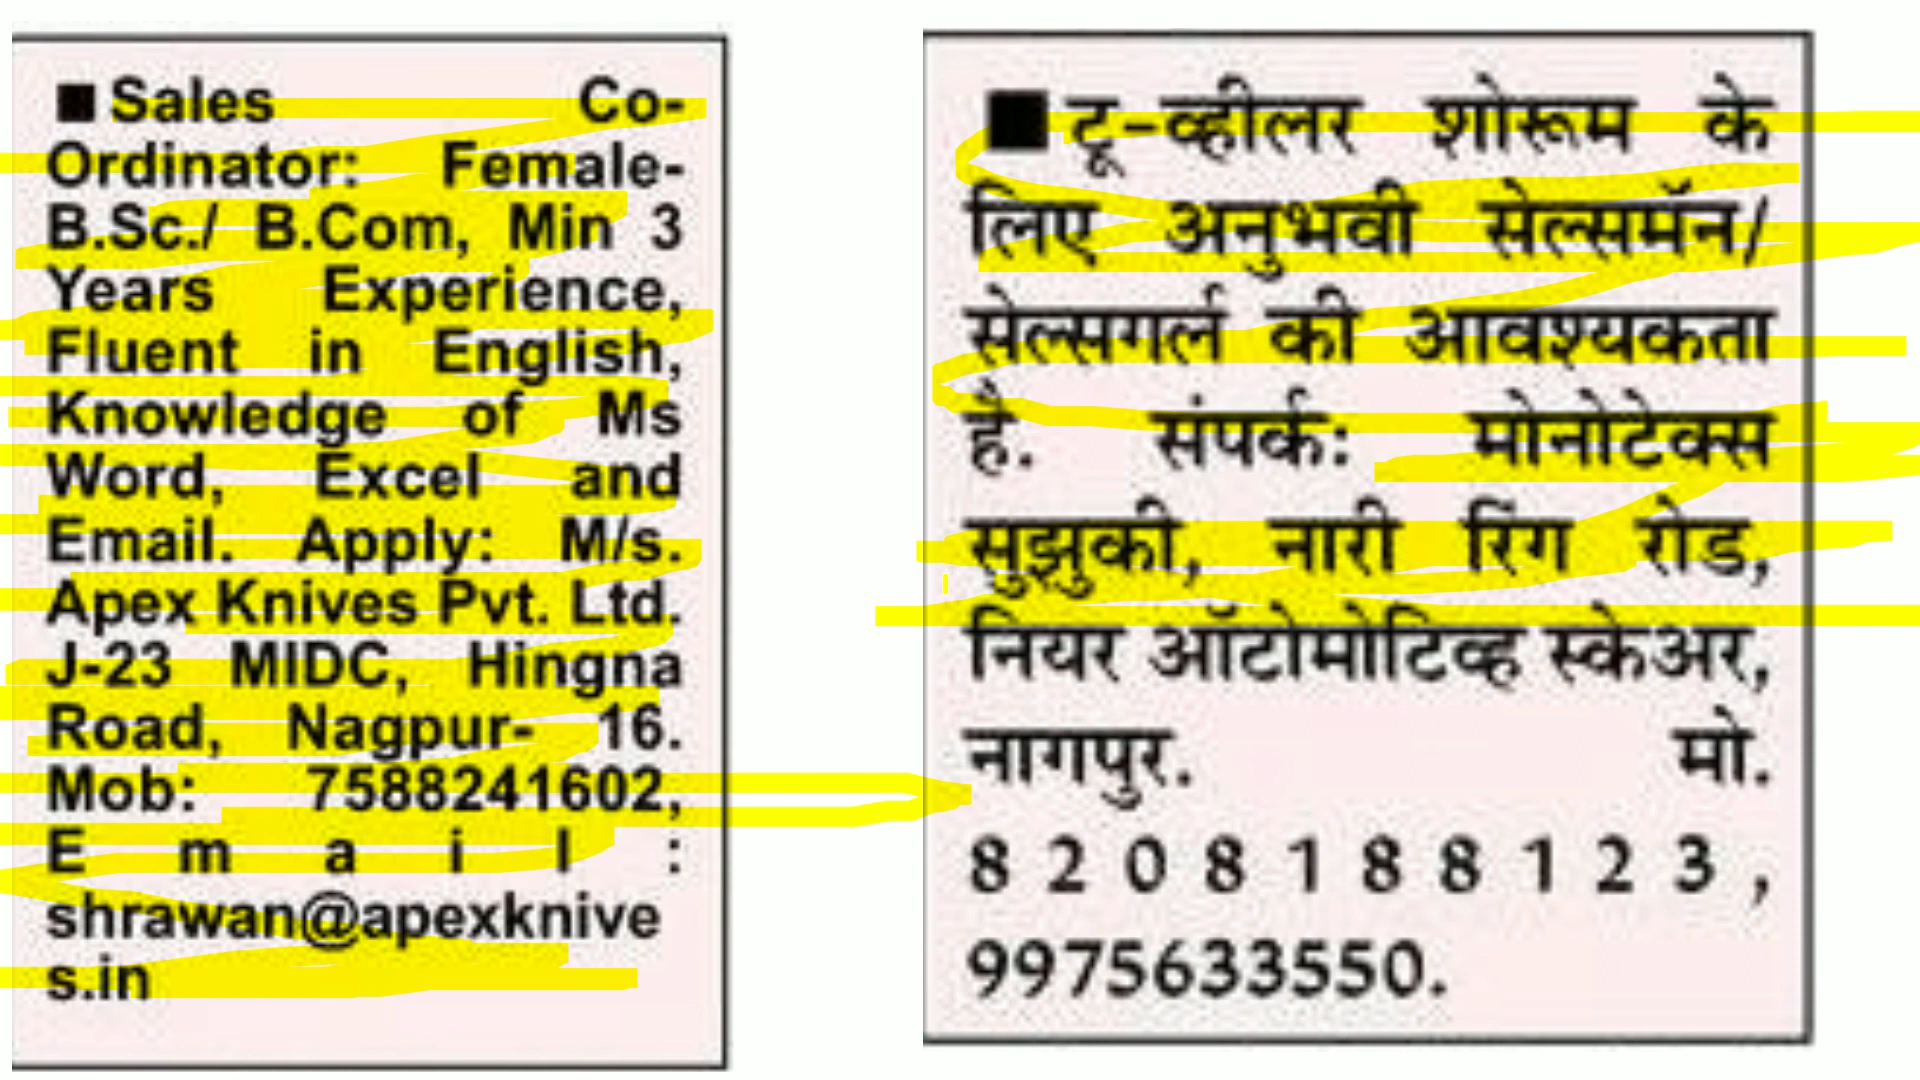 ■ Sales Co-
Ordinator: Female-
B.Sc./ B.Com, Min 3
Years Experience,
Fluent in English,
Knowledge of Ms
Word, Excel and
Email. Apply: M/s.
Apex Knives Pvt. Ltd.
J-23 MIDC, Hingna
Road, Nagpur- 16.
Mob: 7588241602,
E m a i l :
shrawan@apexknive
s.in
■ टू-व्हीलर शोरूम के
लिए अनुभवी सेल्समॅन/
सेल्सगर्ल की आवश्यकता
है. संपर्क: मोनोटेक्स
सुझुकी, नारी रिंग रोड,
नियर ऑटोमोटिव्ह स्केअर,
नागपुर. मो.
8 2 0 8 1 8 8 1 2 3 ,
9975633550.